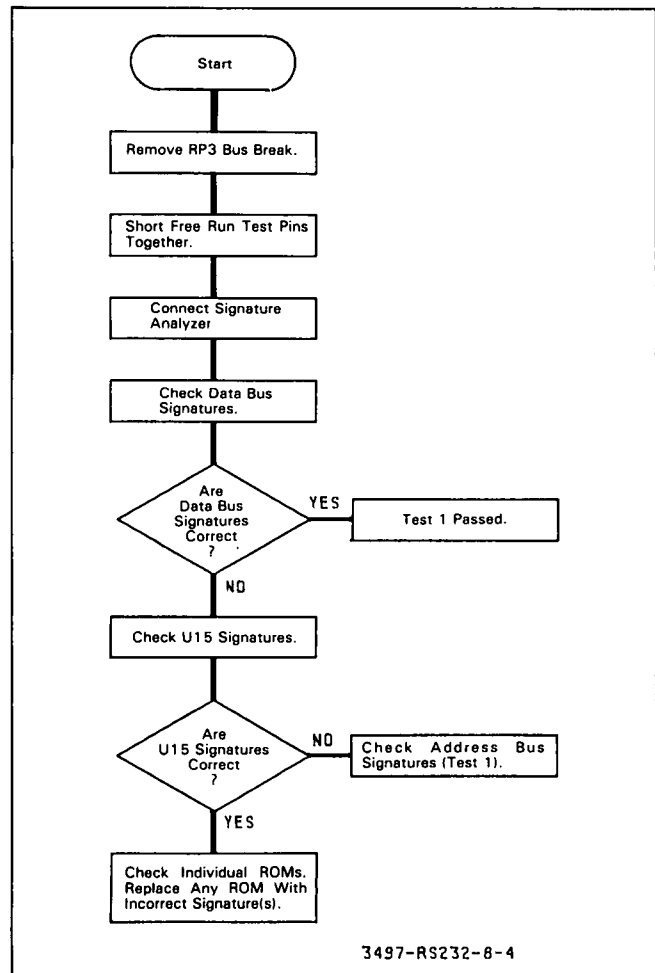 Start
Remove RP3 Bus Break.
Short Free Run Test Pins
Together.
Connect Signature
Analyzer
Check Data Bus
Signatures.
Are
Data Bus
Signatures
Correct
?
YES
Test 1 Passed.
NO
Check U15 Signatures.
Are
U15 Signatures
Correct
?
NO
Check Address Bus
Signatures (Test 1).
YES
Check Individual ROMs.
Replace Any ROM With
Incorrect Signature(s).
3497-RS232-8-4